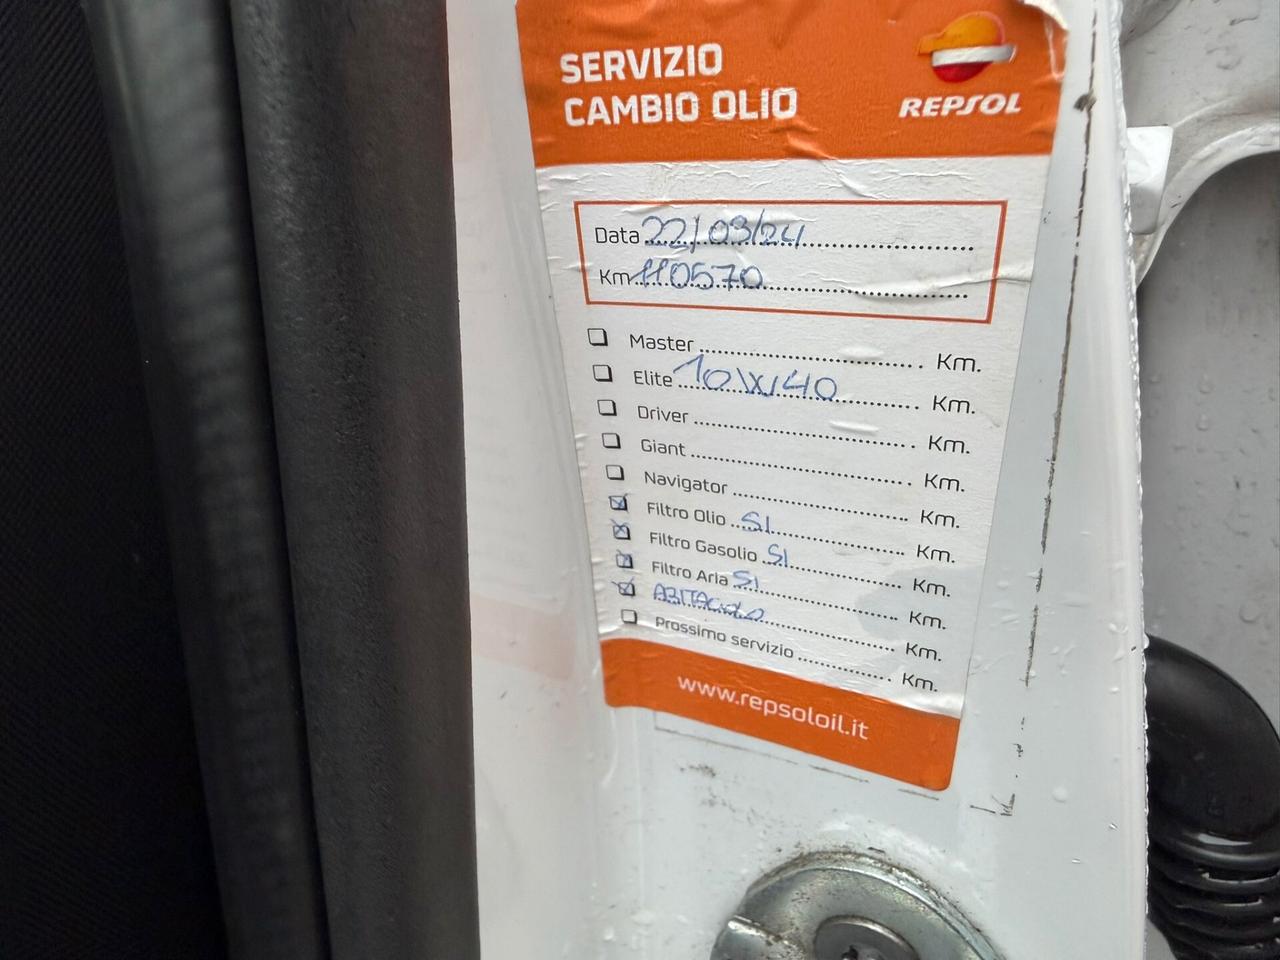 SERVIZIO
CAMBIO OLIO
REPSOL
Data 22/03/24
Km 110570
Master Km.
Elite 10W40 Km.
Driver Km.
Giant Km.
Navigator Km.
Filtro Olio SI Km.
Filtro Gasolio SI Km.
Filtro Aria SI Km.
ABITACOLO Km.
Prossimo servizio Km.
www.repsoloil.it